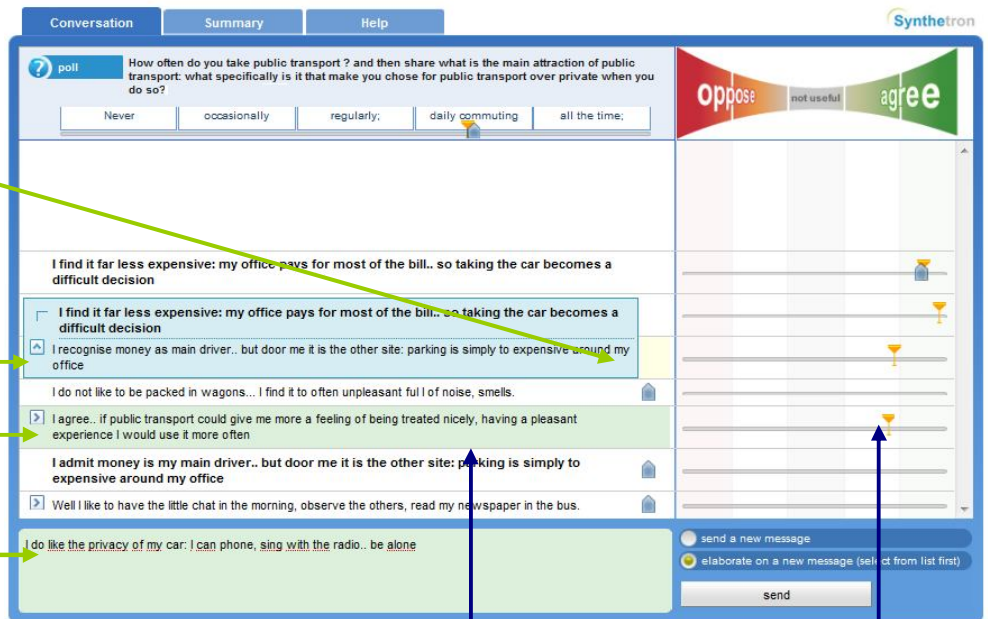 Conversation
Summary
Help
Synthetron
poll
How often do you take public transport ? and then share what is the main attraction of public
transport: what specifically is it that make you chose for public transport over private when you
do so?
Never
occasionally
regularly;
daily commuting
all the time;
oppose
not useful
agree
I find it far less expensive: my office pays for most of the bill.. so taking the car becomes a
difficult decision
I find it far less expensive: my office pays for most of the bill.. so taking the car becomes a
difficult decision
I recognise money as main driver.. but door me it is the other site: parking is simply to expensive around my
office
I do not like to be packed in wagons... I find it to often unpleasant ful l of noise, smells.
I agree.. if public transport could give me more a feeling of being treated nicely, having a pleasant
experience I would use it more often
I admit money is my main driver.. but door me it is the other site: parking is simply to
expensive around my office
Well I like to have the little chat in the morning, observe the others, read my newspaper in the bus.
I do like the privacy of my car: I can phone, sing with the radio.. be alone
send a new message
elaborate on a new message (select from list first)
send